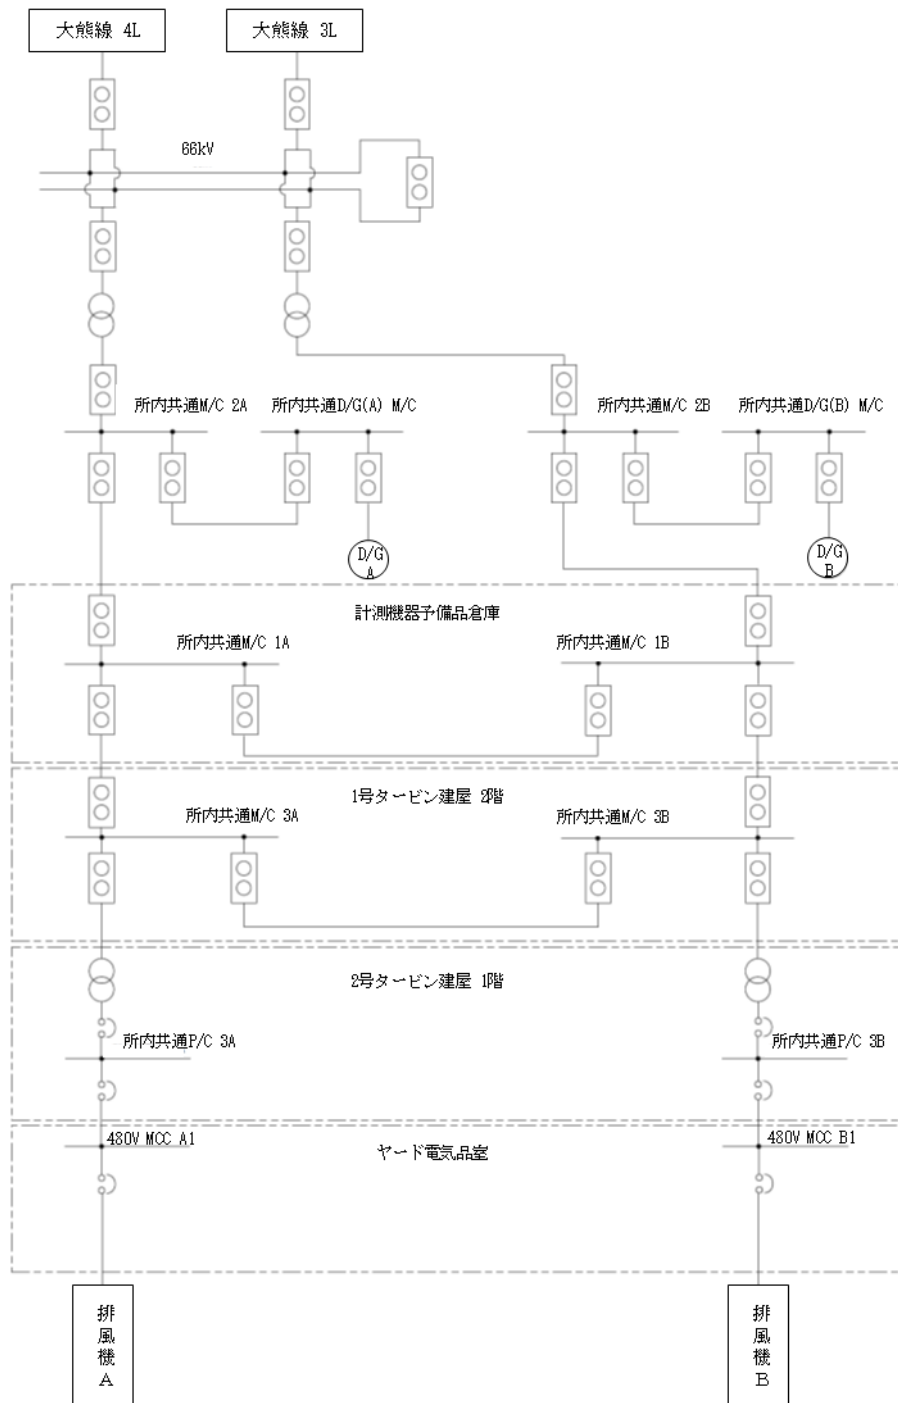 大熊線 4L
大熊線 3L
66kV
所内共通M/C 2A
所内共通D/G(A) M/C
所内共通M/C 2B
所内共通D/G(B) M/C
D/G
A
D/G
B
計測機器予備品倉庫
所内共通M/C 1A
所内共通M/C 1B
1号タービン建屋 2階
所内共通M/C 3A
所内共通M/C 3B
2号タービン建屋 1階
所内共通P/C 3A
所内共通P/C 3B
480V MCC A1
480V MCC B1
ヤード電気品室
排風機A
排風機B